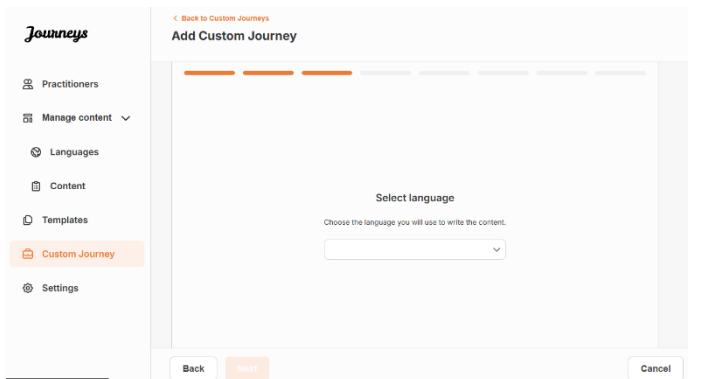 Journeys
Practitioners
Manage content
Languages
Content
Templates
Custom Journey
Settings
< Back to Custom Journeys
Add Custom Journey
Select language
Choose the language you will use to write the content.
Back
Next
Cancel